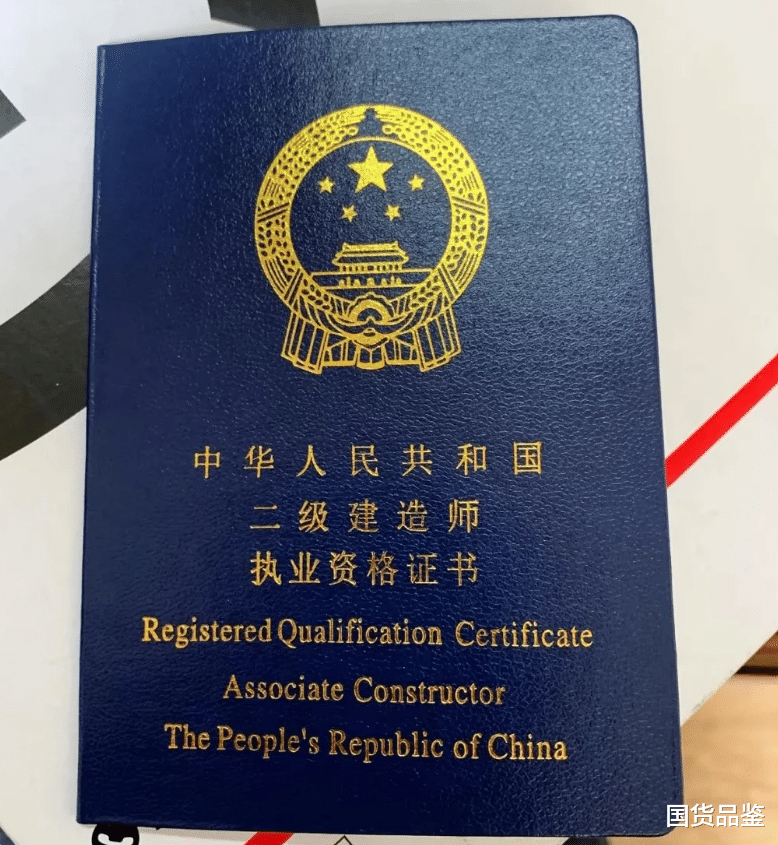 中华人民共和国
二级建造师
执业资格证书
Registered Qualification Certificate
Associate Constructor
The People's Republic of China
国货品鉴